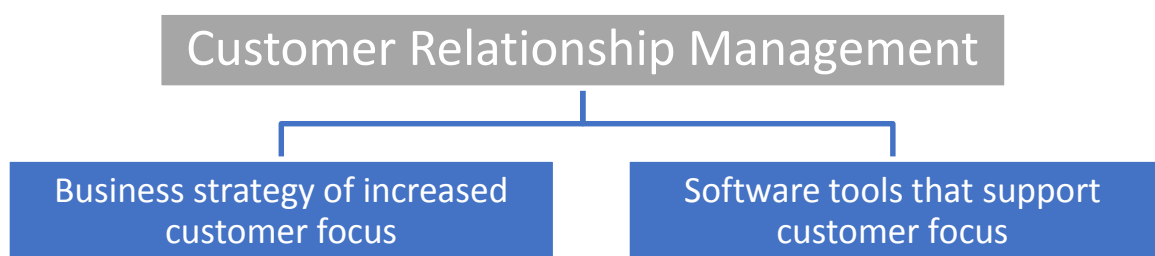 Customer Relationship Management
Business strategy of increased
customer focus
Software tools that support
customer focus